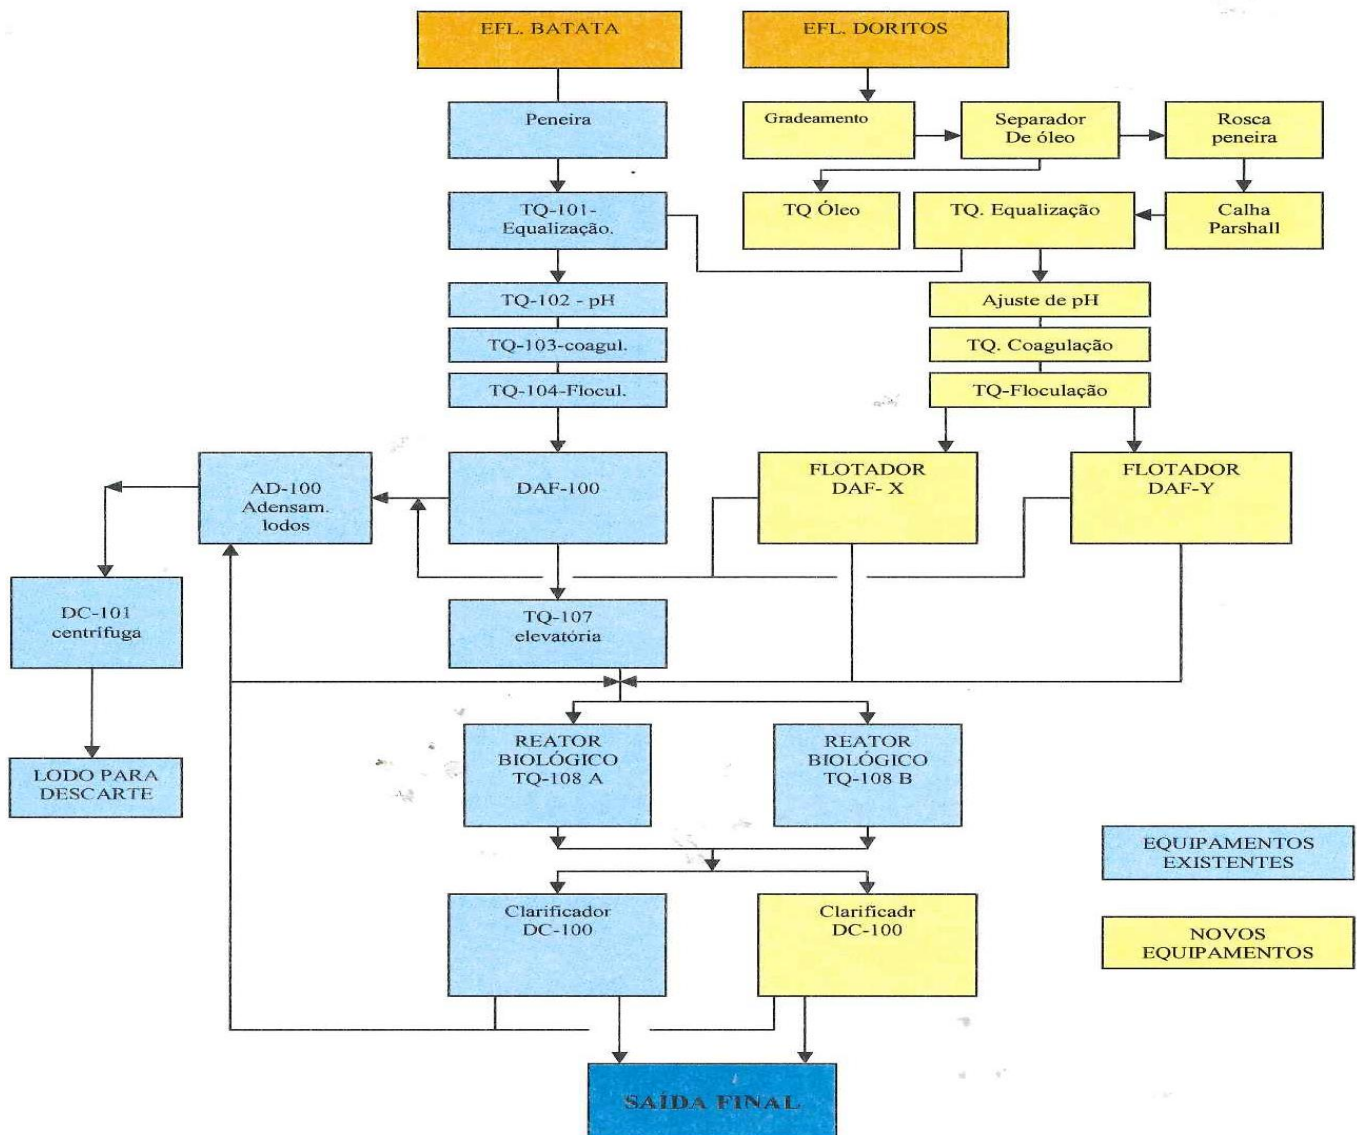 EFL. BATATA
EFL. DORITOS
Peneira
Gradeamento
Separador
De óleo
Rosca
peneira
TQ-101-
Equalização.
TQ Óleo
TQ. Equalização
Calha
Parshall
TQ-102 - pH
Ajuste de pH
TQ-103-coagul.
TQ. Coagulação
TQ-104-Flocul.
TQ-Floculação
AD-100
Adensam.
lodos
DAF-100
FLOTADOR
DAF- X
FLOTADOR
DAF-Y
DC-101
centrífuga
TQ-107
elevatória
LODO PARA
DESCARTE
REATOR
BIOLÓGICO
TQ-108 A
REATOR
BIOLÓGICO
TQ-108 B
EQUIPAMENTOS
EXISTENTES
Clarificador
DC-100
Clarificadr
DC-100
NOVOS
EQUIPAMENTOS
SAÍDA FINAL